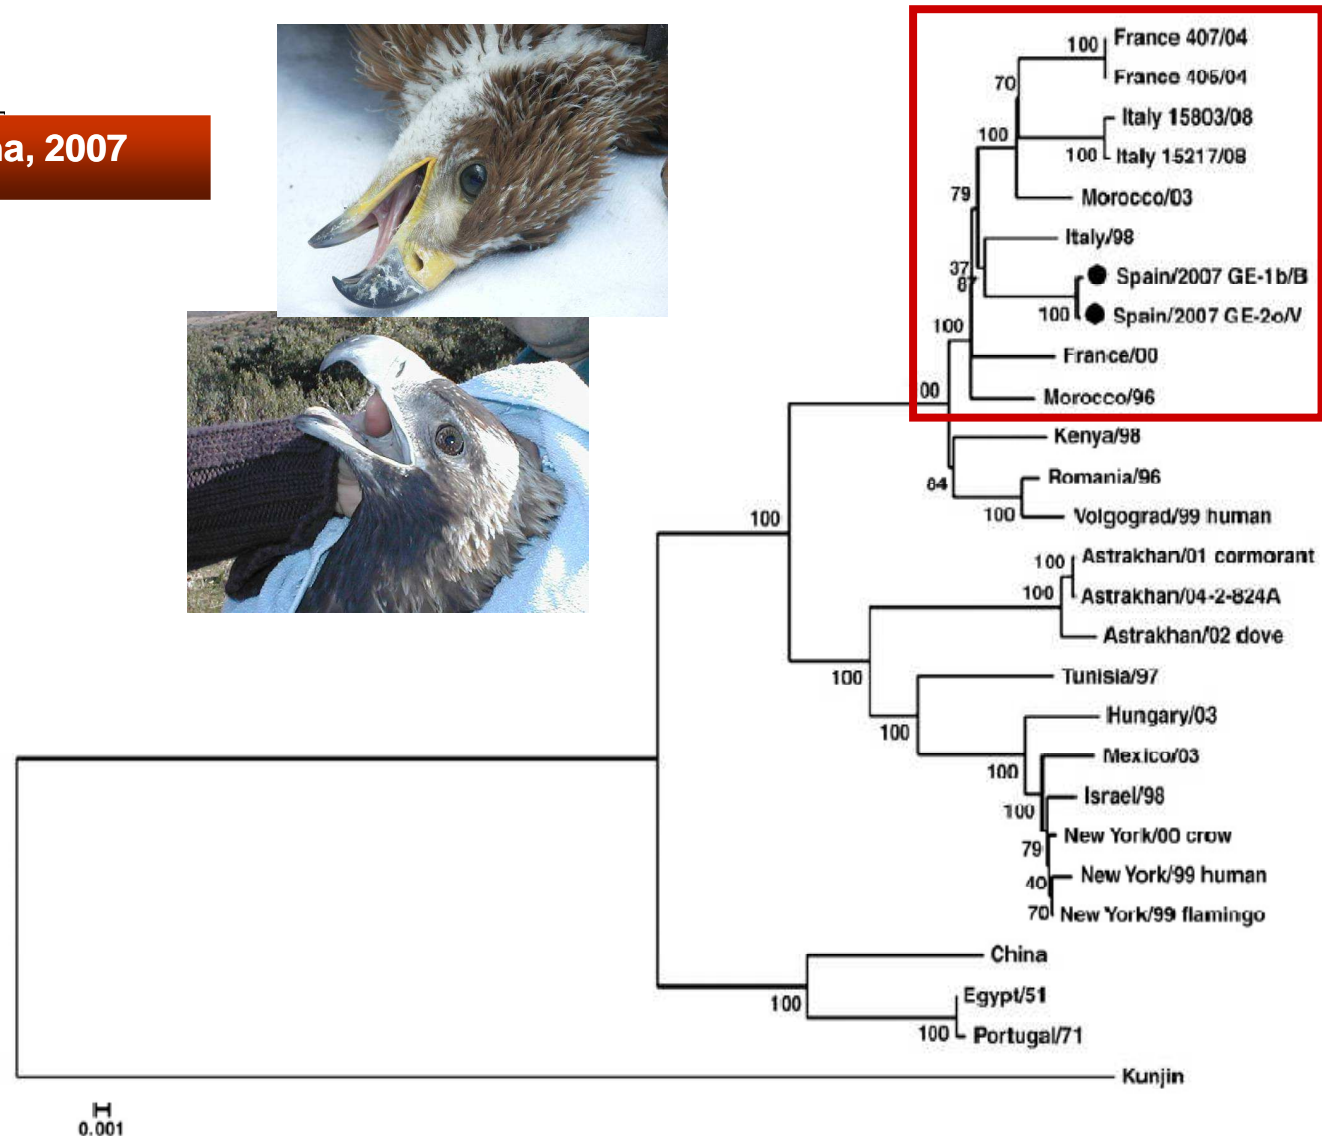 a, 2007
100
France 407/04
France 406/04
70
Italy 15803/08
100
100
Italy 15217/08
Morocco/03
79
Italy/98
37
87
Spain/2007 GE-1b/B
100
Spain/2007 GE-2o/V
100
France/00
00
Morocco/96
Kenya/98
84
Romania/96
100
Volgograd/99 human
100
100
Astrakhan/01 cormorant
100
Astrakhan/04-2-824A
Astrakhan/02 dove
100
Tunisia/97
100
Hungary/03
100
Mexico/03
100
Israel/98
79
New York/00 crow
40
New York/99 human
70
New York/99 flamingo
China
100
Egypt/51
100
Portugal/71
Kunjin
0.001